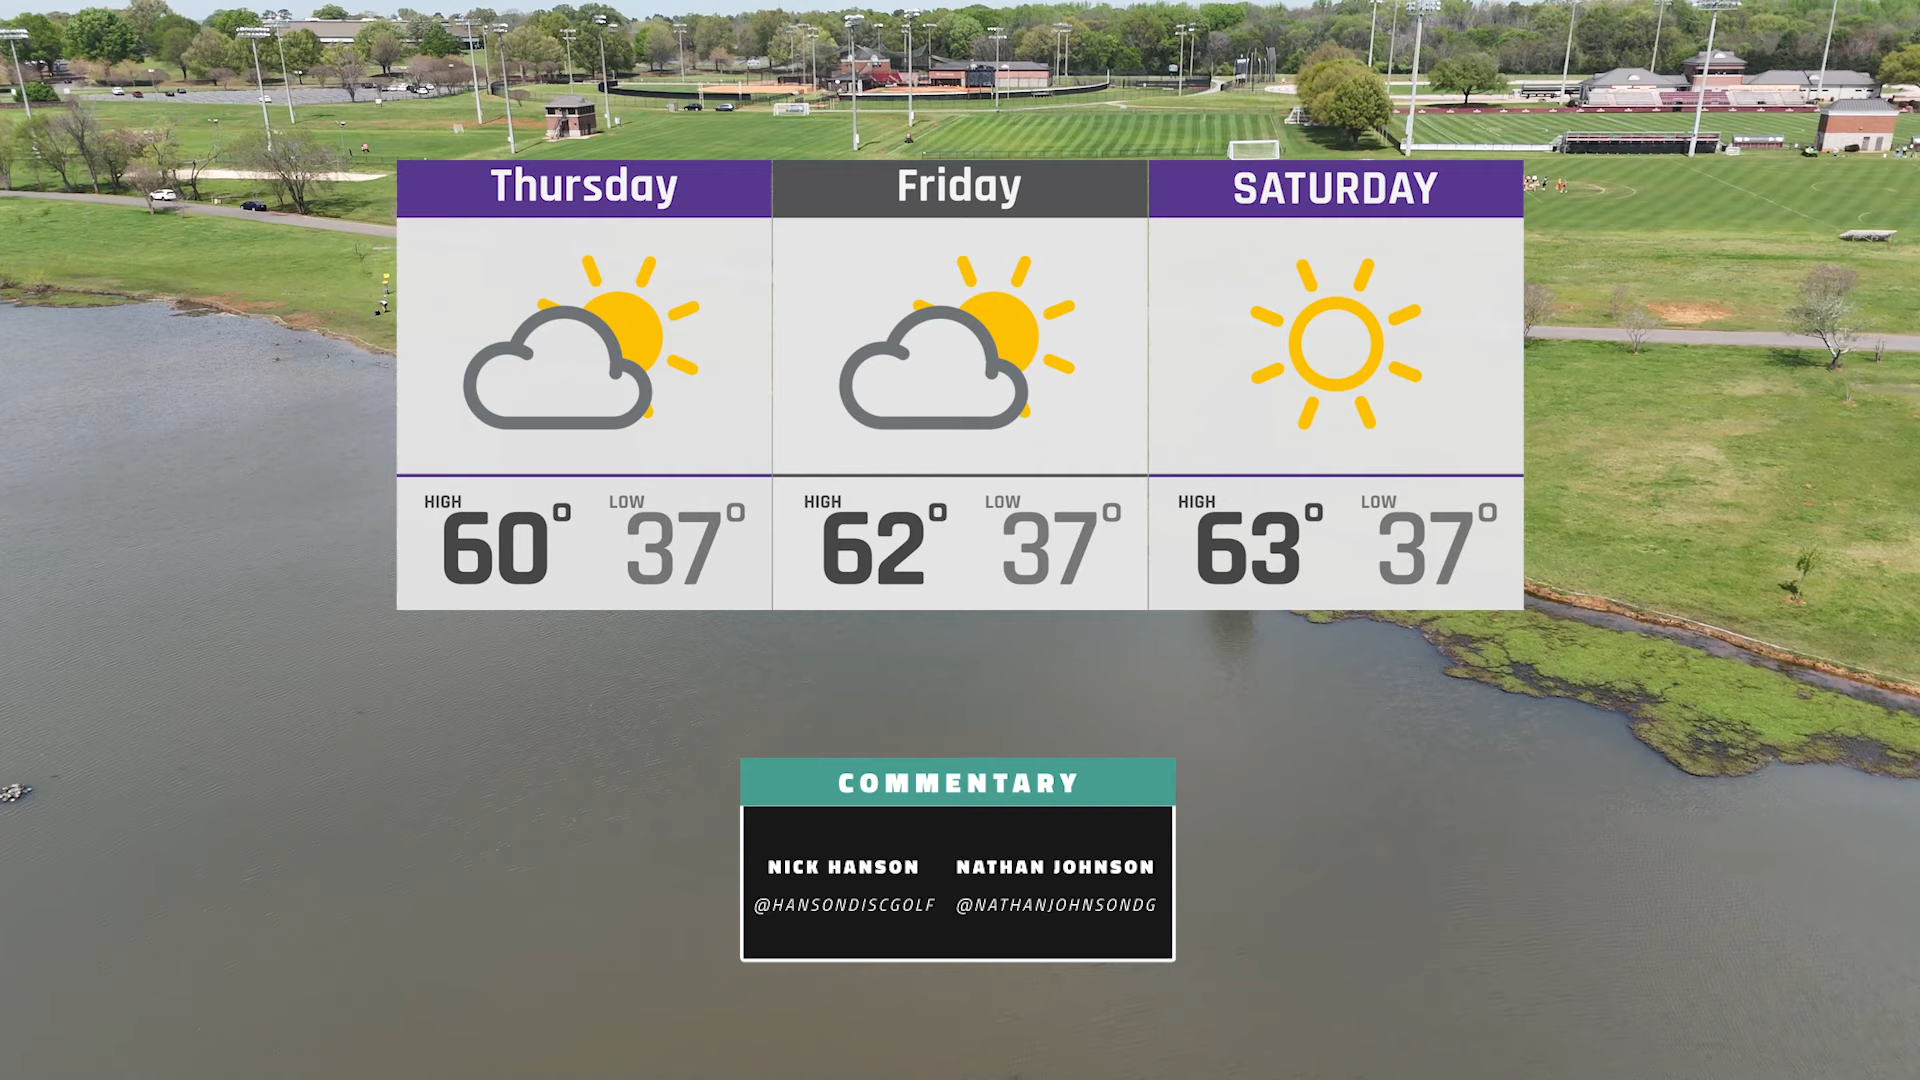 Thursday
Friday
SATURDAY
HIGH
60°
LOW
37°
HIGH
62°
LOW
37°
HIGH
63°
LOW
37°
COMMENTARY
NICK HANSON
NATHAN JOHNSON
@HANSONDISCGOLF
@NATHANJOHNSONDG